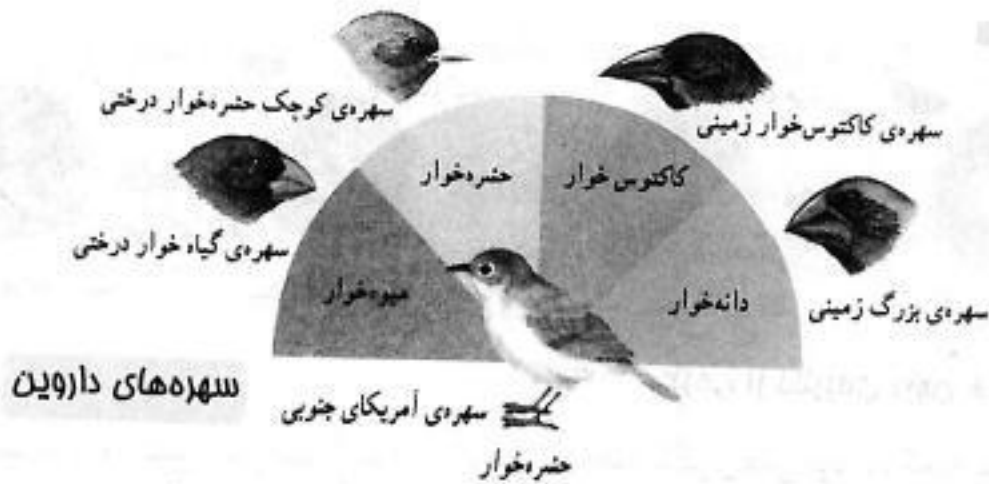 سهره‌ی کوچک حشره‌خوار درختی
سهره‌ی کاکتوس‌خوار زمینی
حشره‌خوار
کاکتوس خوار
سهره‌ی گیاه خوار درختی
میوه‌خوار
دانه‌خوار
سهره‌ی بزرگ زمینی
سهره‌های داروین
سهره‌ی آمریکای جنوبی
حشره‌خوار